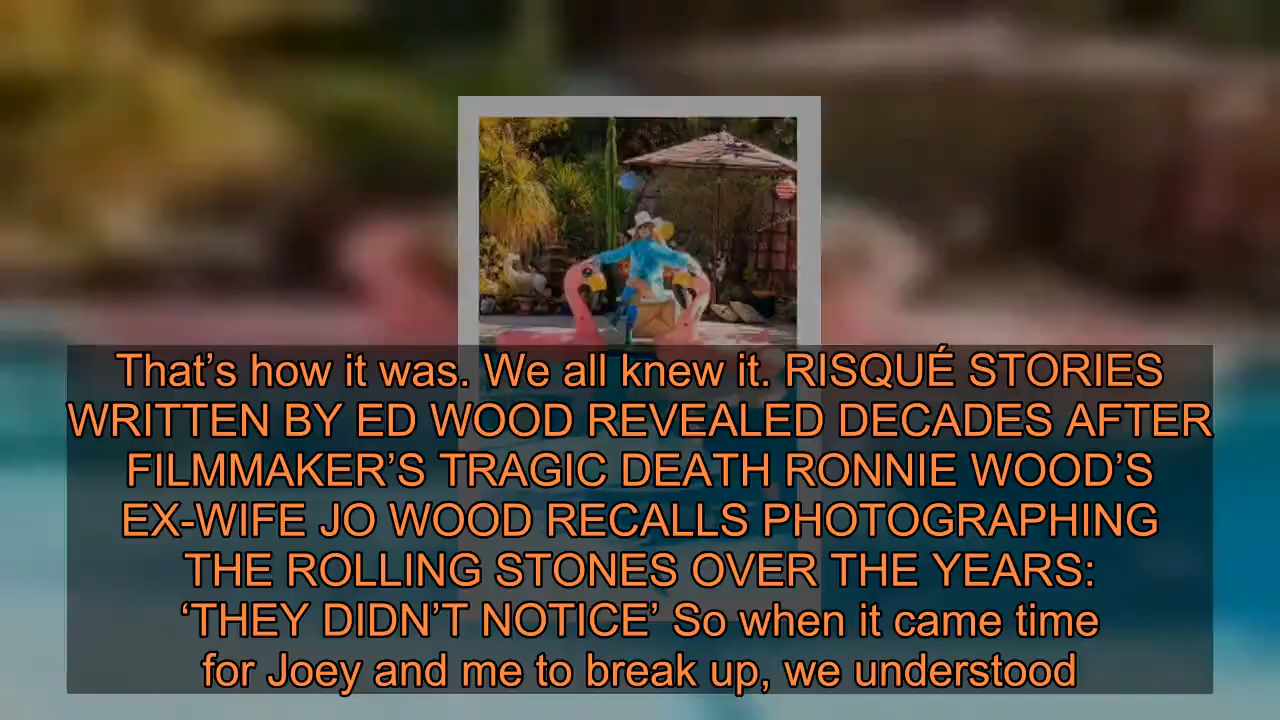 That’s how it was. We all knew it. RISQUÉ STORIES
WRITTEN BY ED WOOD REVEALED DECADES AFTER
FILMMAKER’S TRAGIC DEATH RONNIE WOOD’S
EX-WIFE JO WOOD RECALLS PHOTOGRAPHING
THE ROLLING STONES OVER THE YEARS:
‘THEY DIDN’T NOTICE’ So when it came time
for Joey and me to break up, we understood